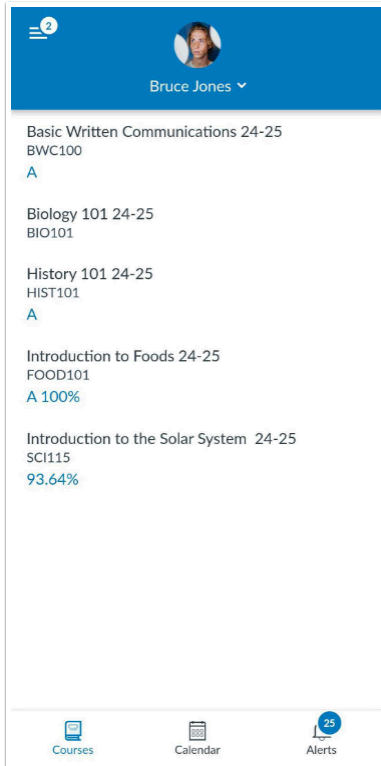 2
Bruce Jones
Basic Written Communications 24-25
BWC100
A
Biology 101 24-25
BIO101
History 101 24-25
HIST101
A
Introduction to Foods 24-25
FOOD101
A 100%
Introduction to the Solar System 24-25
SCI115
93.64%
25
Courses
Calendar
Alerts